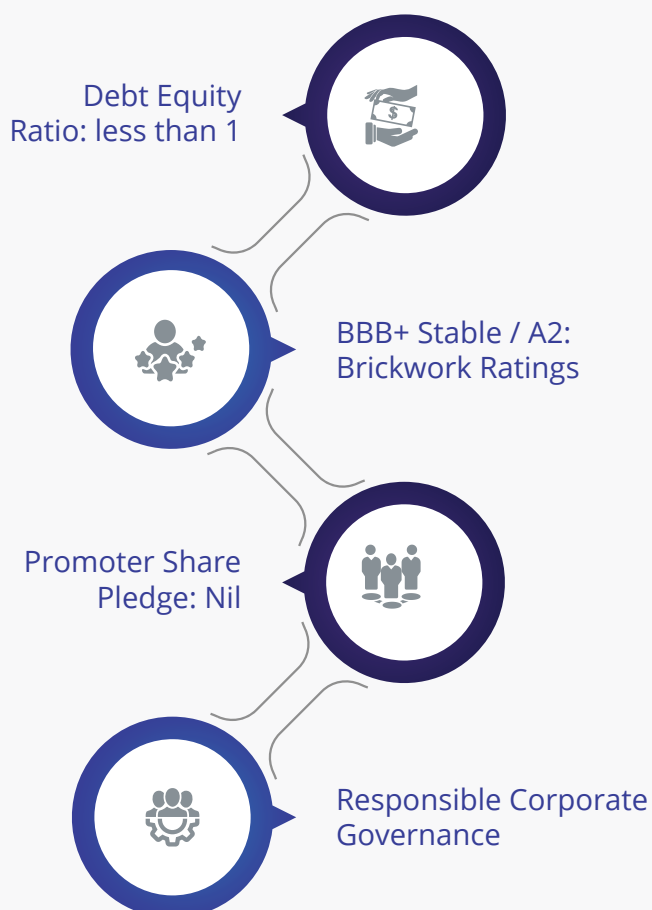 Debt Equity
Ratio: less than 1
BBB+ Stable / A2:
Brickwork Ratings
Promoter Share
Pledge: Nil
Responsible Corporate
Governance